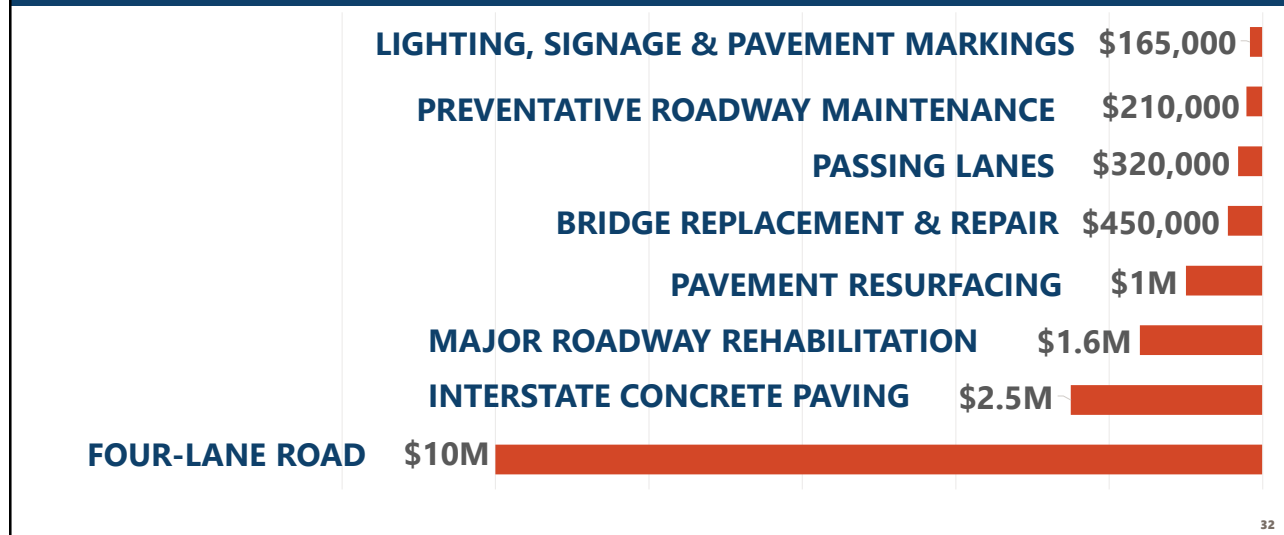 LIGHTING, SIGNAGE & PAVEMENT MARKINGS $165,000
PREVENTATIVE ROADWAY MAINTENANCE $210,000
PASSING LANES $320,000
BRIDGE REPLACEMENT & REPAIR $450,000
PAVEMENT RESURFACING $1M
MAJOR ROADWAY REHABILITATION $1.6M
INTERSTATE CONCRETE PAVING $2.5M
FOUR-LANE ROAD $10M
32